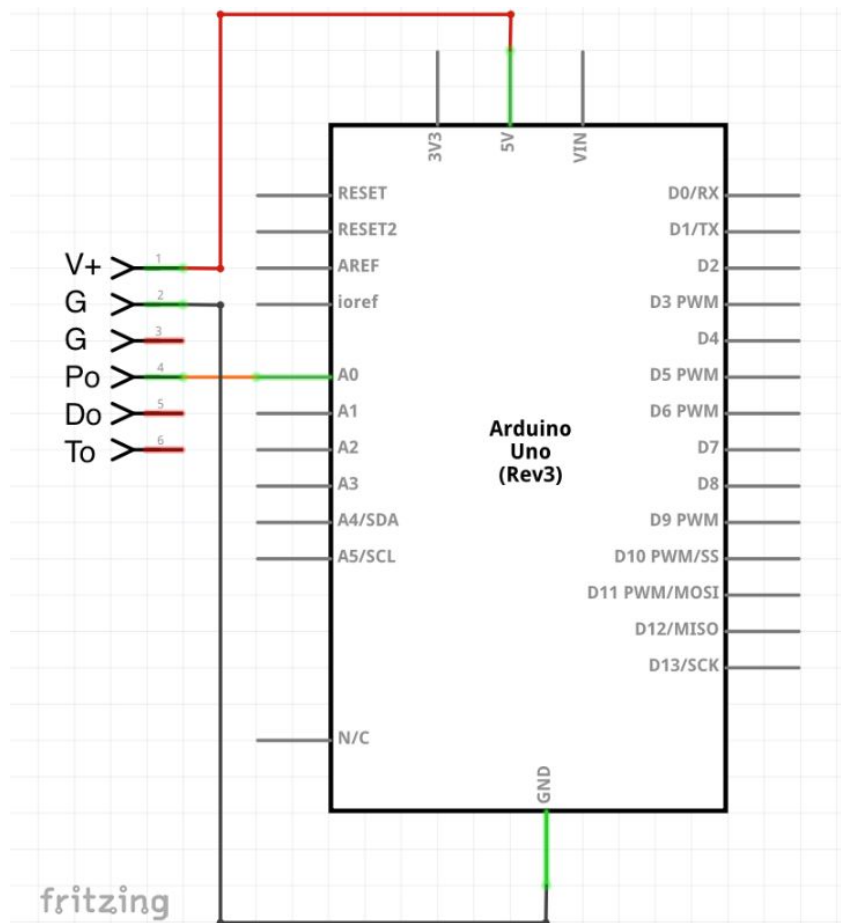 3V3
5V
VIN
RESET
RESET2
AREF
ioref
A0
A1
A2
A3
A4/SDA
A5/SCL
N/C
D0/RX
D1/TX
D2
D3 PWM
D4
D5 PWM
D6 PWM
D7
D8
D9 PWM
D10 PWM/SS
D11 PWM/MOSI
D12/MISO
D13/SCK
V+ 1
G 2
G 3
Po 4
Do 5
To 6
Arduino
Uno
(Rev3)
GND
fritzing